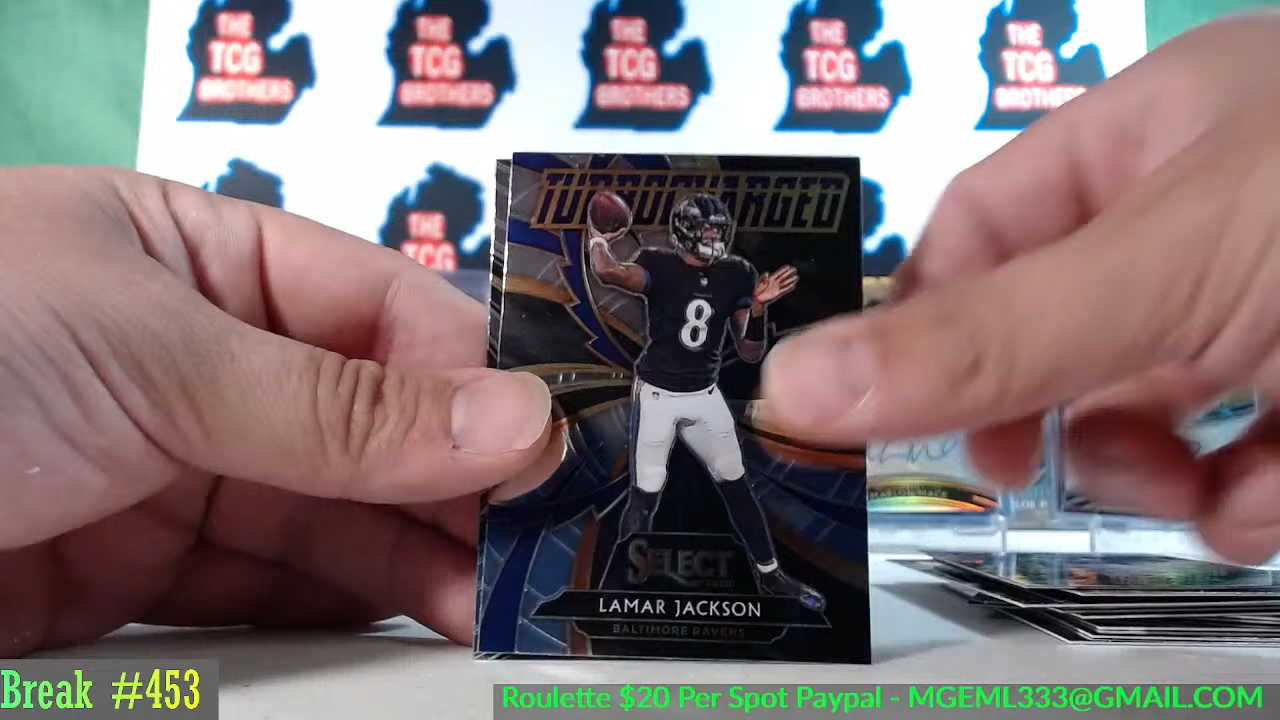 THE
TCG
BROTHERS
THE
TCG
BROTHERS
THE
TCG
BROTHERS
THE
TCG
BROTHERS
THE
TCG
BROTHERS
THE
TCG
TURBOCHARGED
8
SELECT
LAMAR JACKSON
BALTIMORE RAVENS
Break #453
Roulette $20 Per Spot Paypal - MGEML333@GMAIL.COM